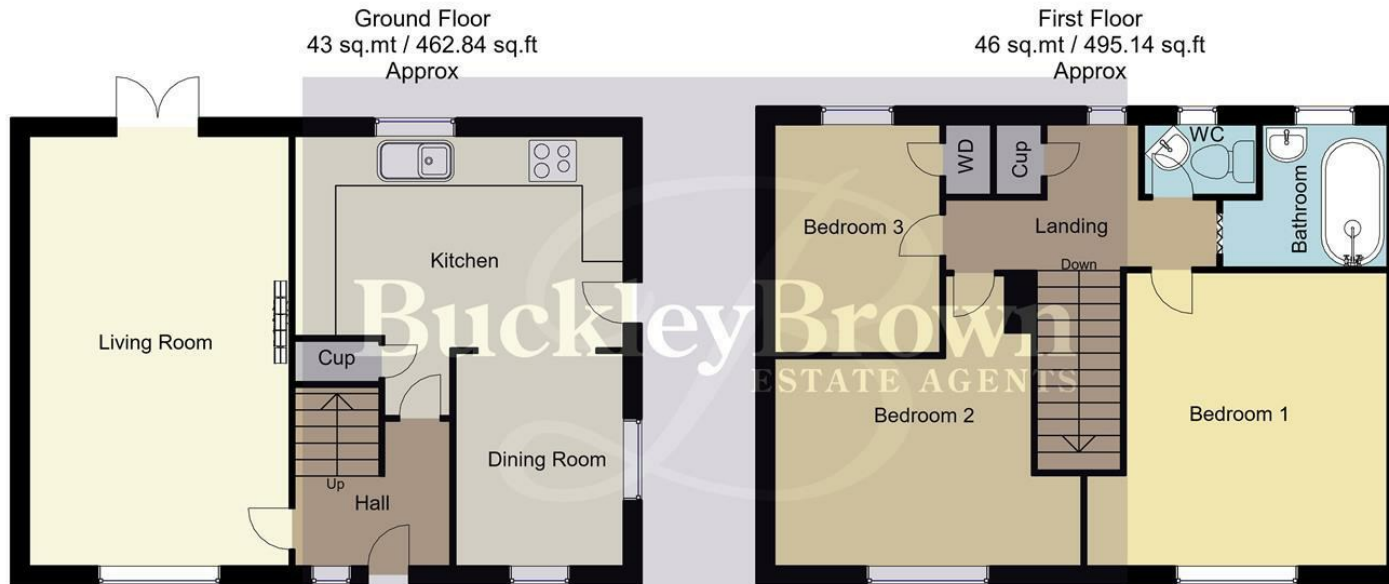 Ground Floor
43 sq.mt / 462.84 sq.ft
Approx
First Floor
46 sq.mt / 495.14 sq.ft
Approx
Living Room
Kitchen
Cup
Up
Hall
Dining Room
Bedroom 3
WD
Cup
WC
Bathroom
Landing
Down
Bedroom 2
Bedroom 1
BuckleyBrown
ESTATE AGENTS